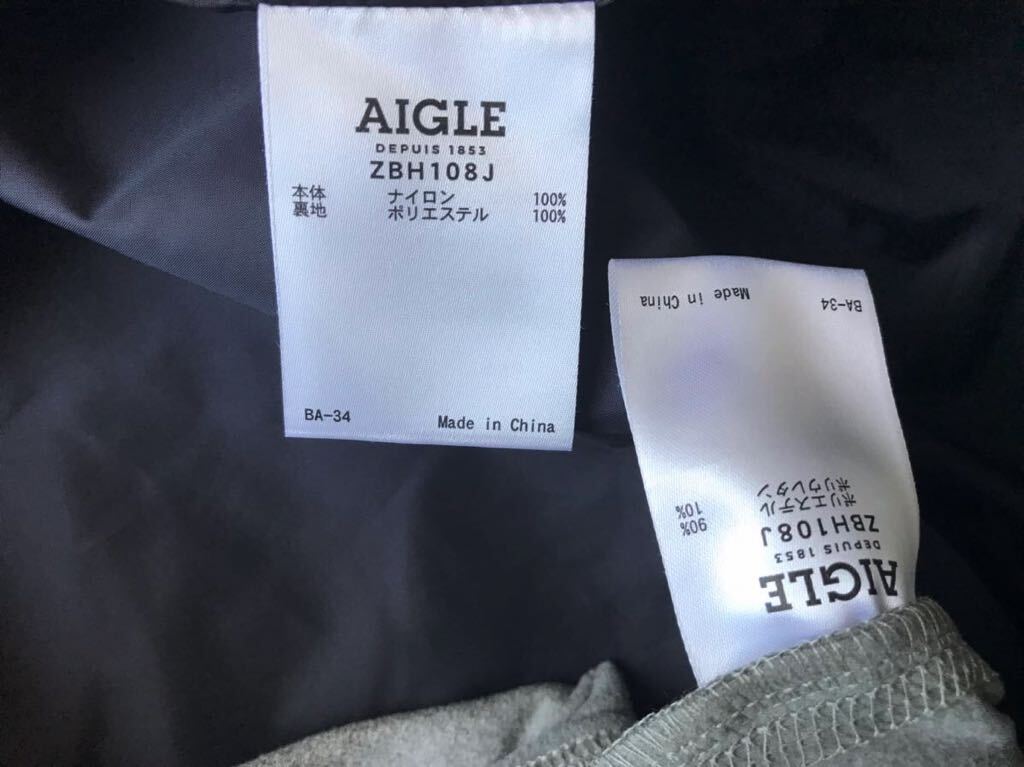 AIGLE
DEPUIS 1853
ZBH108J
本体 ナイロン 100%
裏地 ポリエステル 100%
BA-34 Made in China
AIGLE
DEPUIS 1853
ZBH108J
ポリエステル 90%
ポリウレタン 10%
BA-34 Made in China